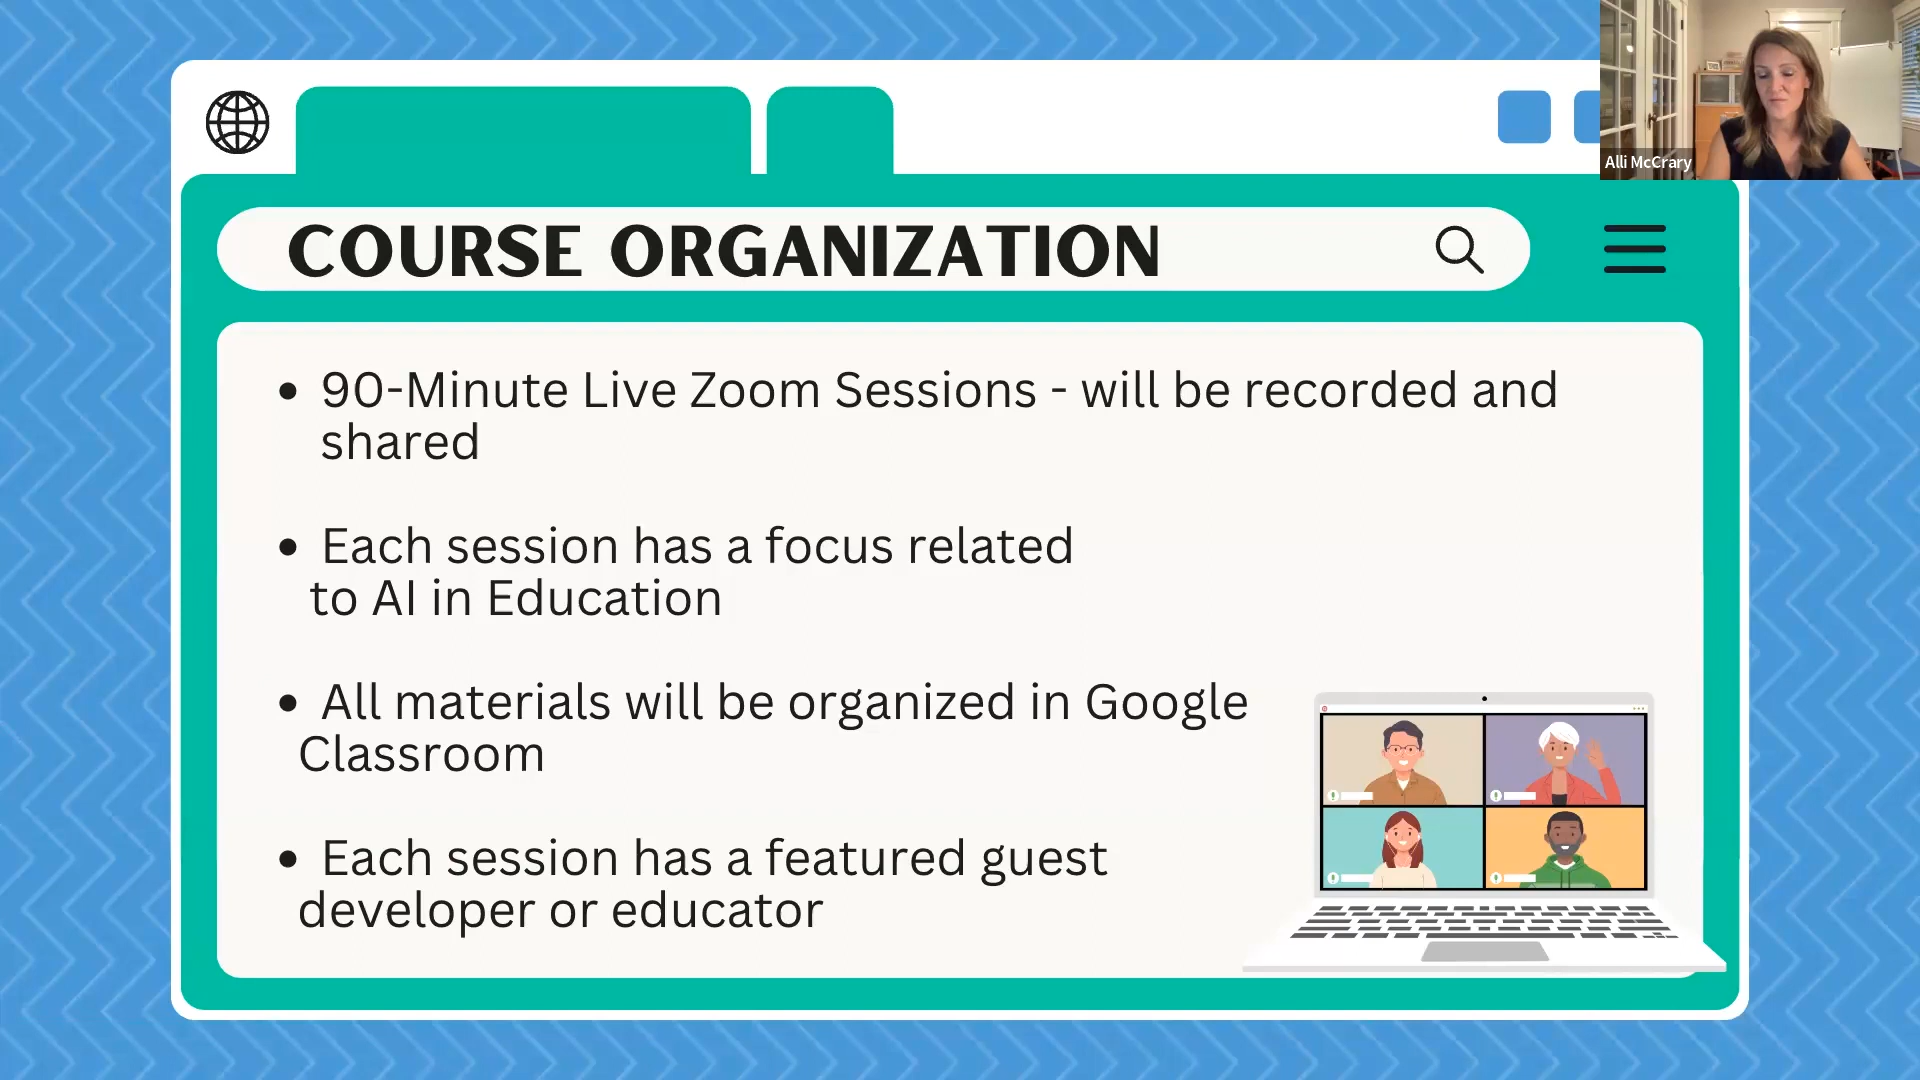 Alli McCrary
COURSE ORGANIZATION
• 90-Minute Live Zoom Sessions - will be recorded and
shared
• Each session has a focus related
to AI in Education
• All materials will be organized in Google
Classroom
• Each session has a featured guest
developer or educator